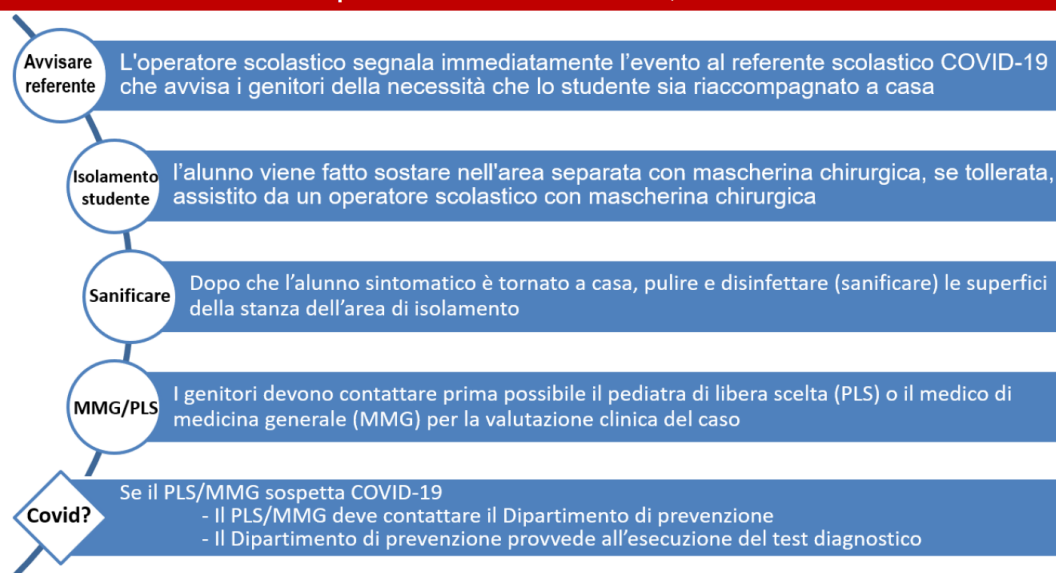 Avvisare
referente
L'operatore scolastico segnala immediatamente l’evento al referente scolastico COVID-19
che avvisa i genitori della necessità che lo studente sia riaccompagnato a casa
Isolamento
studente
l’alunno viene fatto sostare nell'area separata con mascherina chirurgica, se tollerata,
assistito da un operatore scolastico con mascherina chirurgica
Sanificare
Dopo che l’alunno sintomatico è tornato a casa, pulire e disinfettare (sanificare) le superfici
della stanza dell’area di isolamento
MMG/PLS
I genitori devono contattare prima possibile il pediatra di libera scelta (PLS) o il medico di
medicina generale (MMG) per la valutazione clinica del caso
Covid?
Se il PLS/MMG sospetta COVID-19
- Il PLS/MMG deve contattare il Dipartimento di prevenzione
- Il Dipartimento di prevenzione provvede all’esecuzione del test diagnostico